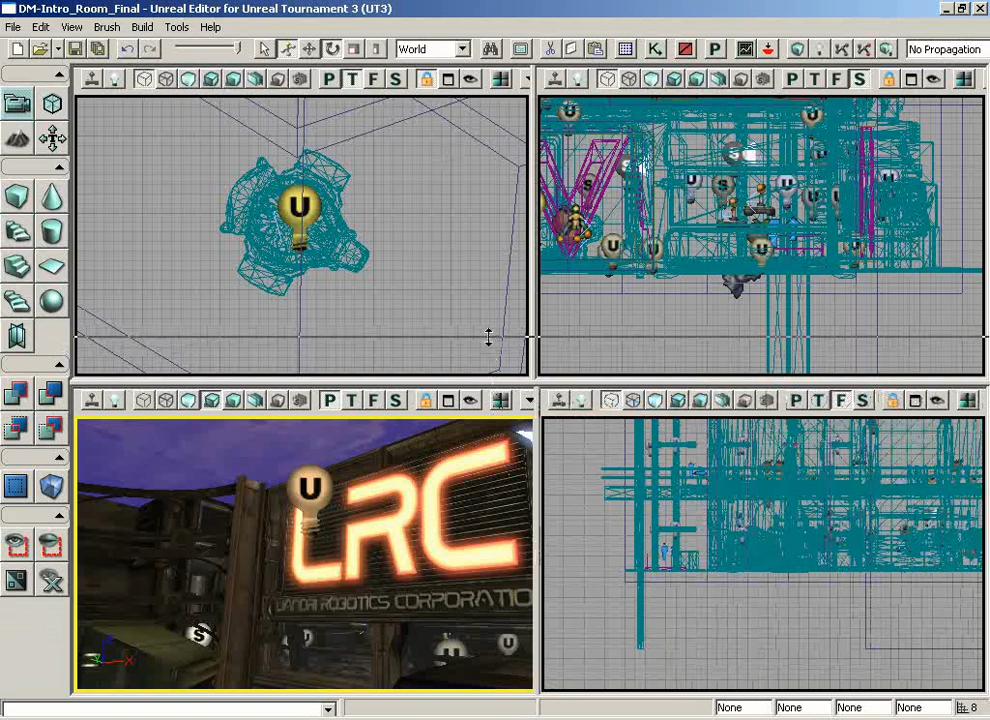 DM-Intro_Room_Final - Unreal Editor for Unreal Tournament 3 (UT3)
File Edit View Brush Build Tools Help
World P No Propagation
P T F S P T F S
U
U S U S U U U U U
P T F S P T F S
U LRC
LIANDRI ROBOTICS CORPORATIO
S U U
Z X
None None None None 8